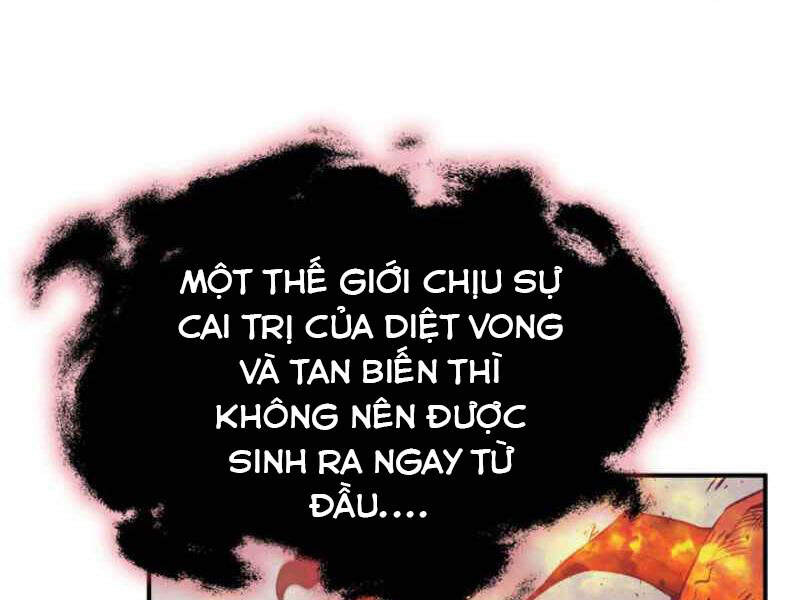 MỘT THẾ GIỚI CHỊU SỰ
CAI TRỊ CỦA DIỆT VONG
VÀ TAN BIẾN THÌ
KHÔNG NÊN ĐƯỢC
SINH RA NGAY TỪ
ĐẦU....